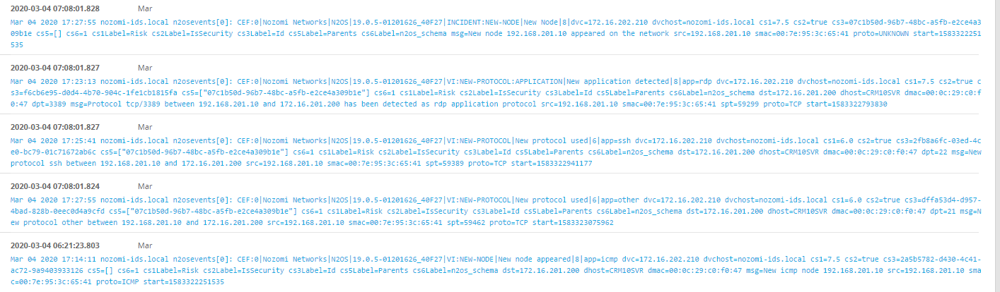 2020-03-04 07:08:01.828 Mar
Mar 04 2020 17:27:55 nozomi-ids.local n2osevents[0]: CEF:0|Nozomi Networks|N2OS|19.0.5-01201626_40F27|INCIDENT:NEW-NODE|New Node|8|dvc=172.16.202.210 dvchost=nozomi-ids.local cs1=7.5 cs2=true cs3=07c1b50d-96b7-48bc-a5fb-e2ce4a3
09b1e cs5=[] cs6=1 cs1Label=Risk cs2Label=IsSecurity cs3Label=Id cs5Label=Parents cs6Label=n2os_schema msg=New node 192.168.201.10 appeared on the network src=192.168.201.10 smac=00:7e:95:3c:65:41 proto=UNKNOWN start=1583322251
535
2020-03-04 07:08:01.827 Mar
Mar 04 2020 17:23:13 nozomi-ids.local n2osevents[0]: CEF:0|Nozomi Networks|N2OS|19.0.5-01201626_40F27|VI:NEW-PROTOCOL:APPLICATION|New application detected|8|app=rdp dvc=172.16.202.210 dvchost=nozomi-ids.local cs1=7.5 cs2=true c
s3=f6cb6e95-d0d4-4b70-904c-1fe1cb1815fa cs5=["07c1b50d-96b7-48bc-a5fb-e2ce4a309b1e"] cs6=1 cs1Label=Risk cs2Label=IsSecurity cs3Label=Id cs5Label=Parents cs6Label=n2os_schema dst=172.16.201.200 dhost=CRM10SVR dmac=00:0c:29:c0:f
0:47 dpt=3389 msg=Protocol tcp/3389 between 192.168.201.10 and 172.16.201.200 has been detected as rdp application protocol src=192.168.201.10 smac=00:7e:95:3c:65:41 spt=59299 proto=TCP start=1583322793830
2020-03-04 07:08:01.827 Mar
Mar 04 2020 17:25:41 nozomi-ids.local n2osevents[0]: CEF:0|Nozomi Networks|N2OS|19.0.5-01201626_40F27|VI:NEW-PROTOCOL|New protocol used|6|app=ssh dvc=172.16.202.210 dvchost=nozomi-ids.local cs1=6.0 cs2=true cs3=2fb8a6fc-03ed-4c
e0-bc79-01c71672ab6c cs5=["07c1b50d-96b7-48bc-a5fb-e2ce4a309b1e"] cs6=1 cs1Label=Risk cs2Label=IsSecurity cs3Label=Id cs5Label=Parents cs6Label=n2os_schema dst=172.16.201.200 dhost=CRM10SVR dmac=00:0c:29:c0:f0:47 dpt=22 msg=New
protocol ssh between 192.168.201.10 and 172.16.201.200 src=192.168.201.10 smac=00:7e:95:3c:65:41 spt=59389 proto=TCP start=1583322941177
2020-03-04 07:08:01.824 Mar
Mar 04 2020 17:27:55 nozomi-ids.local n2osevents[0]: CEF:0|Nozomi Networks|N2OS|19.0.5-01201626_40F27|VI:NEW-PROTOCOL|New protocol used|6|app=other dvc=172.16.202.210 dvchost=nozomi-ids.local cs1=6.0 cs2=true cs3=dffa53d4-d957-
4bad-828b-0eec0d4a9cfd cs5=["07c1b50d-96b7-48bc-a5fb-e2ce4a309b1e"] cs6=1 cs1Label=Risk cs2Label=IsSecurity cs3Label=Id cs5Label=Parents cs6Label=n2os_schema dst=172.16.201.200 dhost=CRM10SVR dmac=00:0c:29:c0:f0:47 dpt=21 msg=N
ew protocol other between 192.168.201.10 and 172.16.201.200 src=192.168.201.10 smac=00:7e:95:3c:65:41 spt=59462 proto=TCP start=1583323075962
2020-03-04 06:21:23.803 Mar
Mar 04 2020 17:14:11 nozomi-ids.local n2osevents[0]: CEF:0|Nozomi Networks|N2OS|19.0.5-01201626_40F27|VI:NEW-NODE|New node appeared|8|app=icmp dvc=172.16.202.210 dvchost=nozomi-ids.local cs1=7.5 cs2=true cs3=2a5b5782-d430-4c41-
ac72-9a9403933126 cs5=[] cs6=1 cs1Label=Risk cs2Label=IsSecurity cs3Label=Id cs5Label=Parents cs6Label=n2os_schema dst=172.16.201.200 dhost=CRM10SVR dmac=00:0c:29:c0:f0:47 msg=New icmp node 192.168.201.10 src=192.168.201.10 sma
c=00:7e:95:3c:65:41 proto=ICMP start=1583322251535